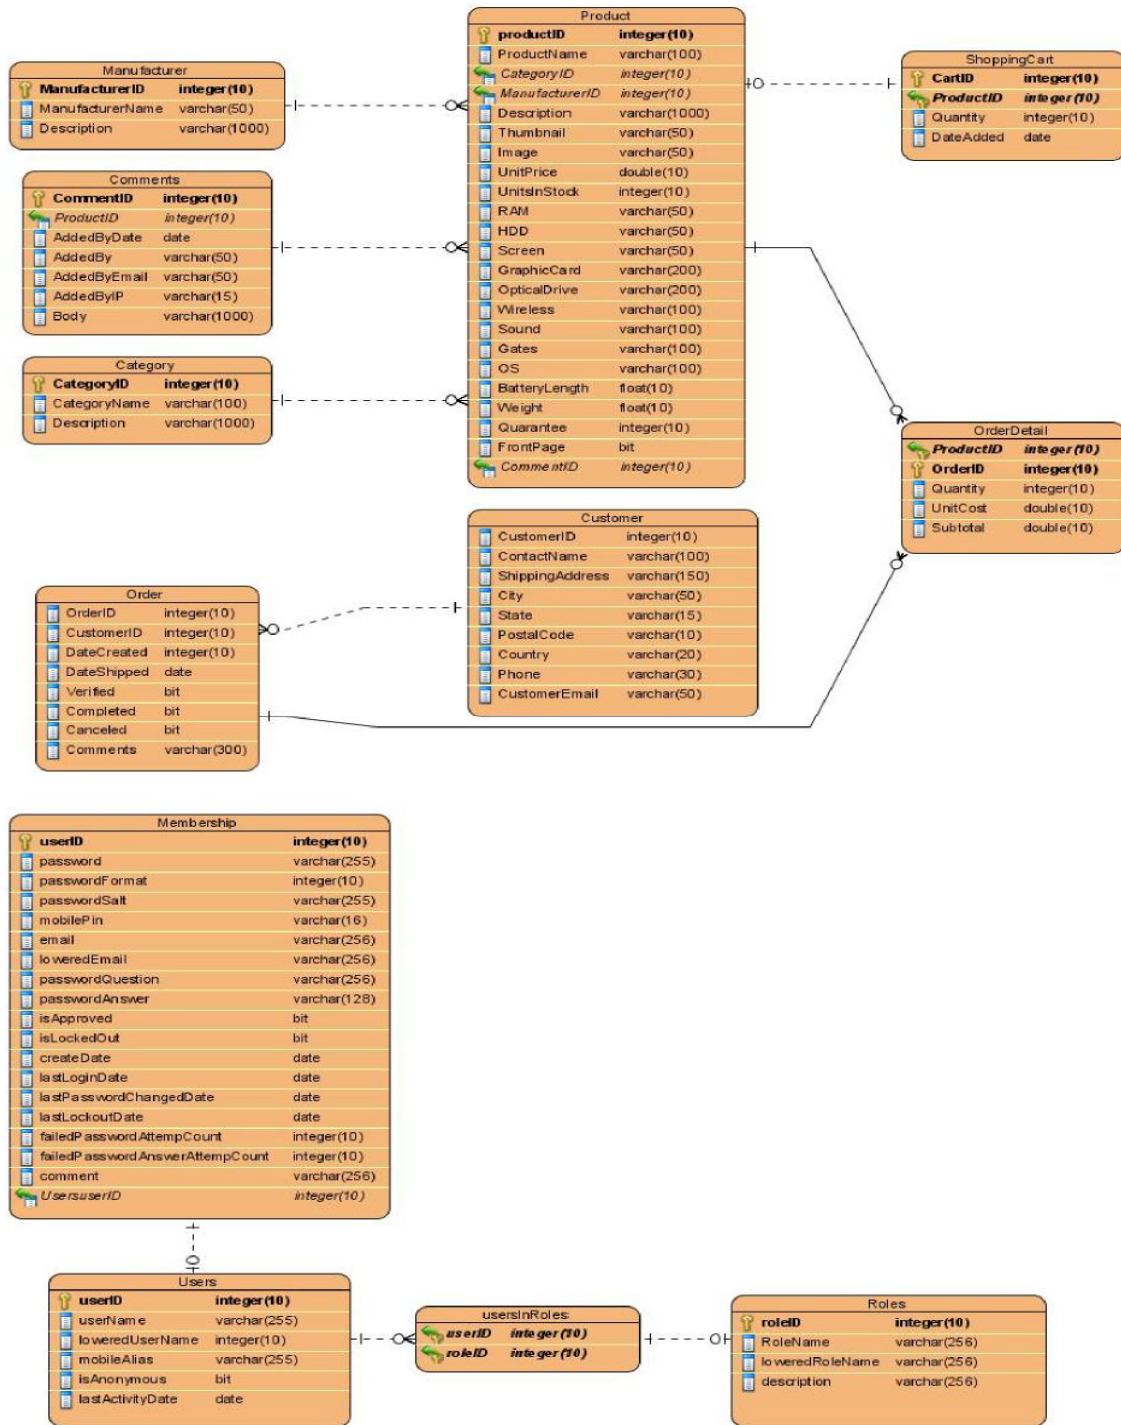 Product
productID integer(10)
ProductName varchar(100)
CategoryID integer(10)
ManufacturerID integer(10)
Description varchar(1000)
Thumbnail varchar(50)
Image varchar(50)
UnitPrice double(10)
UnitsInStock integer(10)
RAM varchar(50)
HDD varchar(50)
Screen varchar(50)
GraphicCard varchar(200)
OpticalDrive varchar(200)
Wireless varchar(100)
Sound varchar(100)
Gates varchar(100)
OS varchar(100)
BatteryLength float(10)
Weight float(10)
Quarantee integer(10)
FrontPage bit
CommentID integer(10)
Manufacturer
ManufacturerID integer(10)
ManufacturerName varchar(50)
Description varchar(1000)
ShoppingCart
CartID integer(10)
ProductID integer(10)
Quantity integer(10)
DateAdded date
Comments
CommentID integer(10)
ProductID integer(10)
AddedByDate date
AddedBy varchar(50)
AddedByEmail varchar(50)
AddedByIP varchar(15)
Body varchar(1000)
Category
CategoryID integer(10)
CategoryName varchar(100)
Description varchar(1000)
OrderDetail
ProductID integer(10)
OrderID integer(10)
Quantity integer(10)
UnitCost double(10)
Subtotal double(10)
Customer
CustomerID integer(10)
ContactName varchar(100)
ShippingAddress varchar(150)
City varchar(50)
State varchar(15)
PostalCode varchar(10)
Country varchar(20)
Phone varchar(30)
CustomerEmail varchar(50)
Order
OrderID integer(10)
CustomerID integer(10)
DateCreated integer(10)
DateShipped date
Verified bit
Completed bit
Canceled bit
Comments varchar(300)
Membership
userID integer(10)
password varchar(255)
passwordFormat integer(10)
passwordSalt varchar(255)
mobilePin varchar(16)
email varchar(256)
loweredEmail varchar(256)
passwordQuestion varchar(256)
passwordAnswer varchar(128)
isApproved bit
isLockedOut bit
createDate date
lastLoginDate date
lastPasswordChangedDate date
lastLockoutDate date
failedPasswordAttempCount integer(10)
failedPasswordAnswerAttempCount integer(10)
comment varchar(256)
UsersuserID integer(10)
Users
userID integer(10)
userName varchar(255)
loweredUserName integer(10)
mobileAlias varchar(255)
isAnonymous bit
lastActivityDate date
usersInRoles
userID integer(10)
roleID integer(10)
Roles
roleID integer(10)
RoleName varchar(256)
loweredRoleName varchar(256)
description varchar(256)